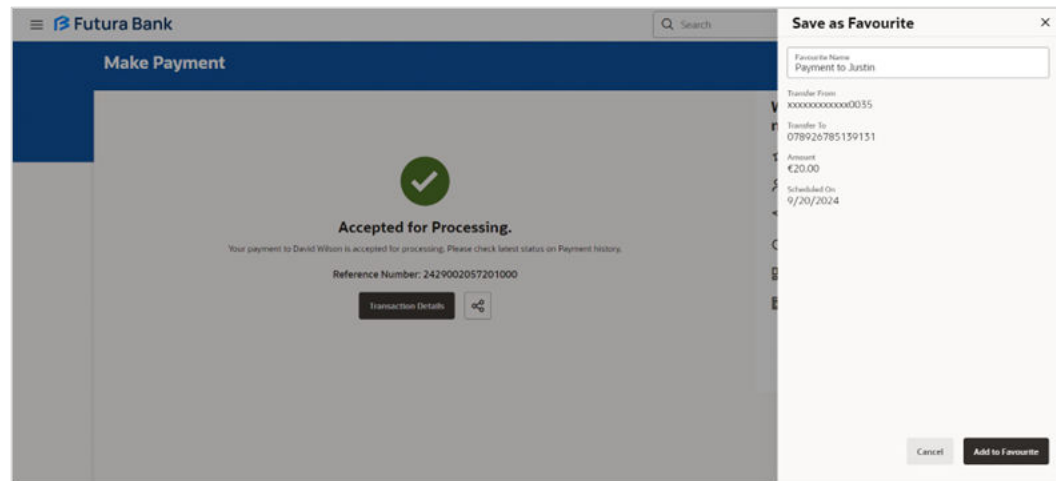 Futura Bank
Search
Make Payment
Accepted for Processing.
Your payment to David Wilson is accepted for processing. Please check latest status on Payment history.
Reference Number: 2429002057201000
Transaction Details
Save as Favourite
Favourite Name
Payment to Justin
Transfer From
xxxxxxxxxxxx0035
Transfer To
078926785139131
Amount
€20.00
Scheduled On
9/20/2024
Cancel
Add to Favourite